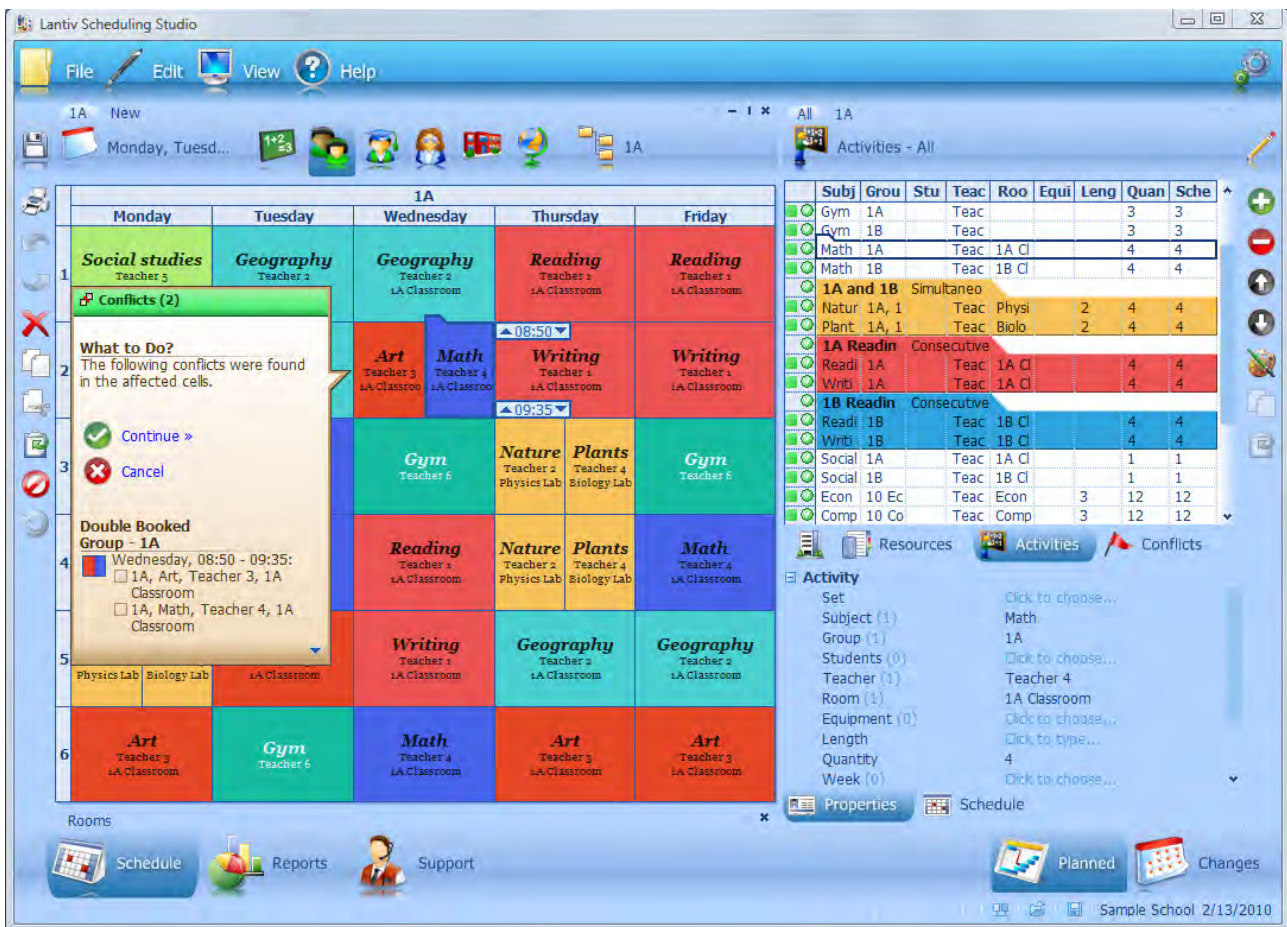 Lantiv Scheduling Studio
File Edit View Help
1A New
Monday, Tuesd...
1+2 =3
1A
All 1A
Activities - All
1A
Monday Tuesday Wednesday Thursday Friday
1
Social studies
Teacher 5
Geography
Teacher 2
Geography
Teacher 2
1A Classroom
Reading
Teacher 1
1A Classroom
Reading
Teacher 1
1A Classroom
2
Art
Teacher 3
1A Classroo
Math
Teacher 4
1A Classroo
08:50
Writing
Teacher 1
1A Classroom
09:35
Writing
Teacher 1
1A Classroom
3
Gym
Teacher 6
Nature
Teacher 2
Physics Lab
Plants
Teacher 4
Biology Lab
Gym
Teacher 6
4
Reading
Teacher 1
1A Classroom
Nature
Teacher 2
Physics Lab
Plants
Teacher 4
Biology Lab
Math
Teacher 4
1A Classroom
5
Physics Lab
Biology Lab
1A Classroom
Writing
Teacher 1
1A Classroom
Geography
Teacher 2
1A Classroom
Geography
Teacher 2
1A Classroom
6
Art
Teacher 3
1A Classroom
Gym
Teacher 6
Math
Teacher 4
1A Classroom
Art
Teacher 3
1A Classroom
Art
Teacher 3
1A Classroom
Conflicts (2)
What to Do?
The following conflicts were found
in the affected cells.
Continue »
Cancel
Double Booked
Group - 1A
Wednesday, 08:50 - 09:35:
1A, Art, Teacher 3, 1A
Classroom
1A, Math, Teacher 4, 1A
Classroom
Subj Grou Stu Teac Roo Equi Leng Quan Sche
Gym 1A Teac 3 3
Gym 1B Teac 3 3
Math 1A Teac 1A Cl 4 4
Math 1B Teac 1B Cl 4 4
1A and 1B Simultaneo
Natur 1A, 1 Teac Physi 2 4 4
Plant 1A, 1 Teac Biolo 2 4 4
1A Readin Consecutive
Readi 1A Teac 1A Cl 4 4
Writi 1A Teac 1A Cl 4 4
1B Readin Consecutive
Readi 1B Teac 1B Cl 4 4
Writi 1B Teac 1B Cl 4 4
Social 1A Teac 1A Cl 1 1
Social 1B Teac 1B Cl 1 1
Econ 10 Ec Teac Econ 3 12 12
Comp 10 Co Teac Comp 3 12 12
Resources Activities Conflicts
Activity
Set Click to choose...
Subject (1) Math
Group (1) 1A
Students (0) Click to choose...
Teacher (1) Teacher 4
Room (1) 1A Classroom
Equipment (0) Click to choose...
Length Click to type...
Quantity 4
Week (0) Click to choose...
Properties Schedule
Rooms
Schedule Reports Support
Planned Changes
Sample School 2/13/2010